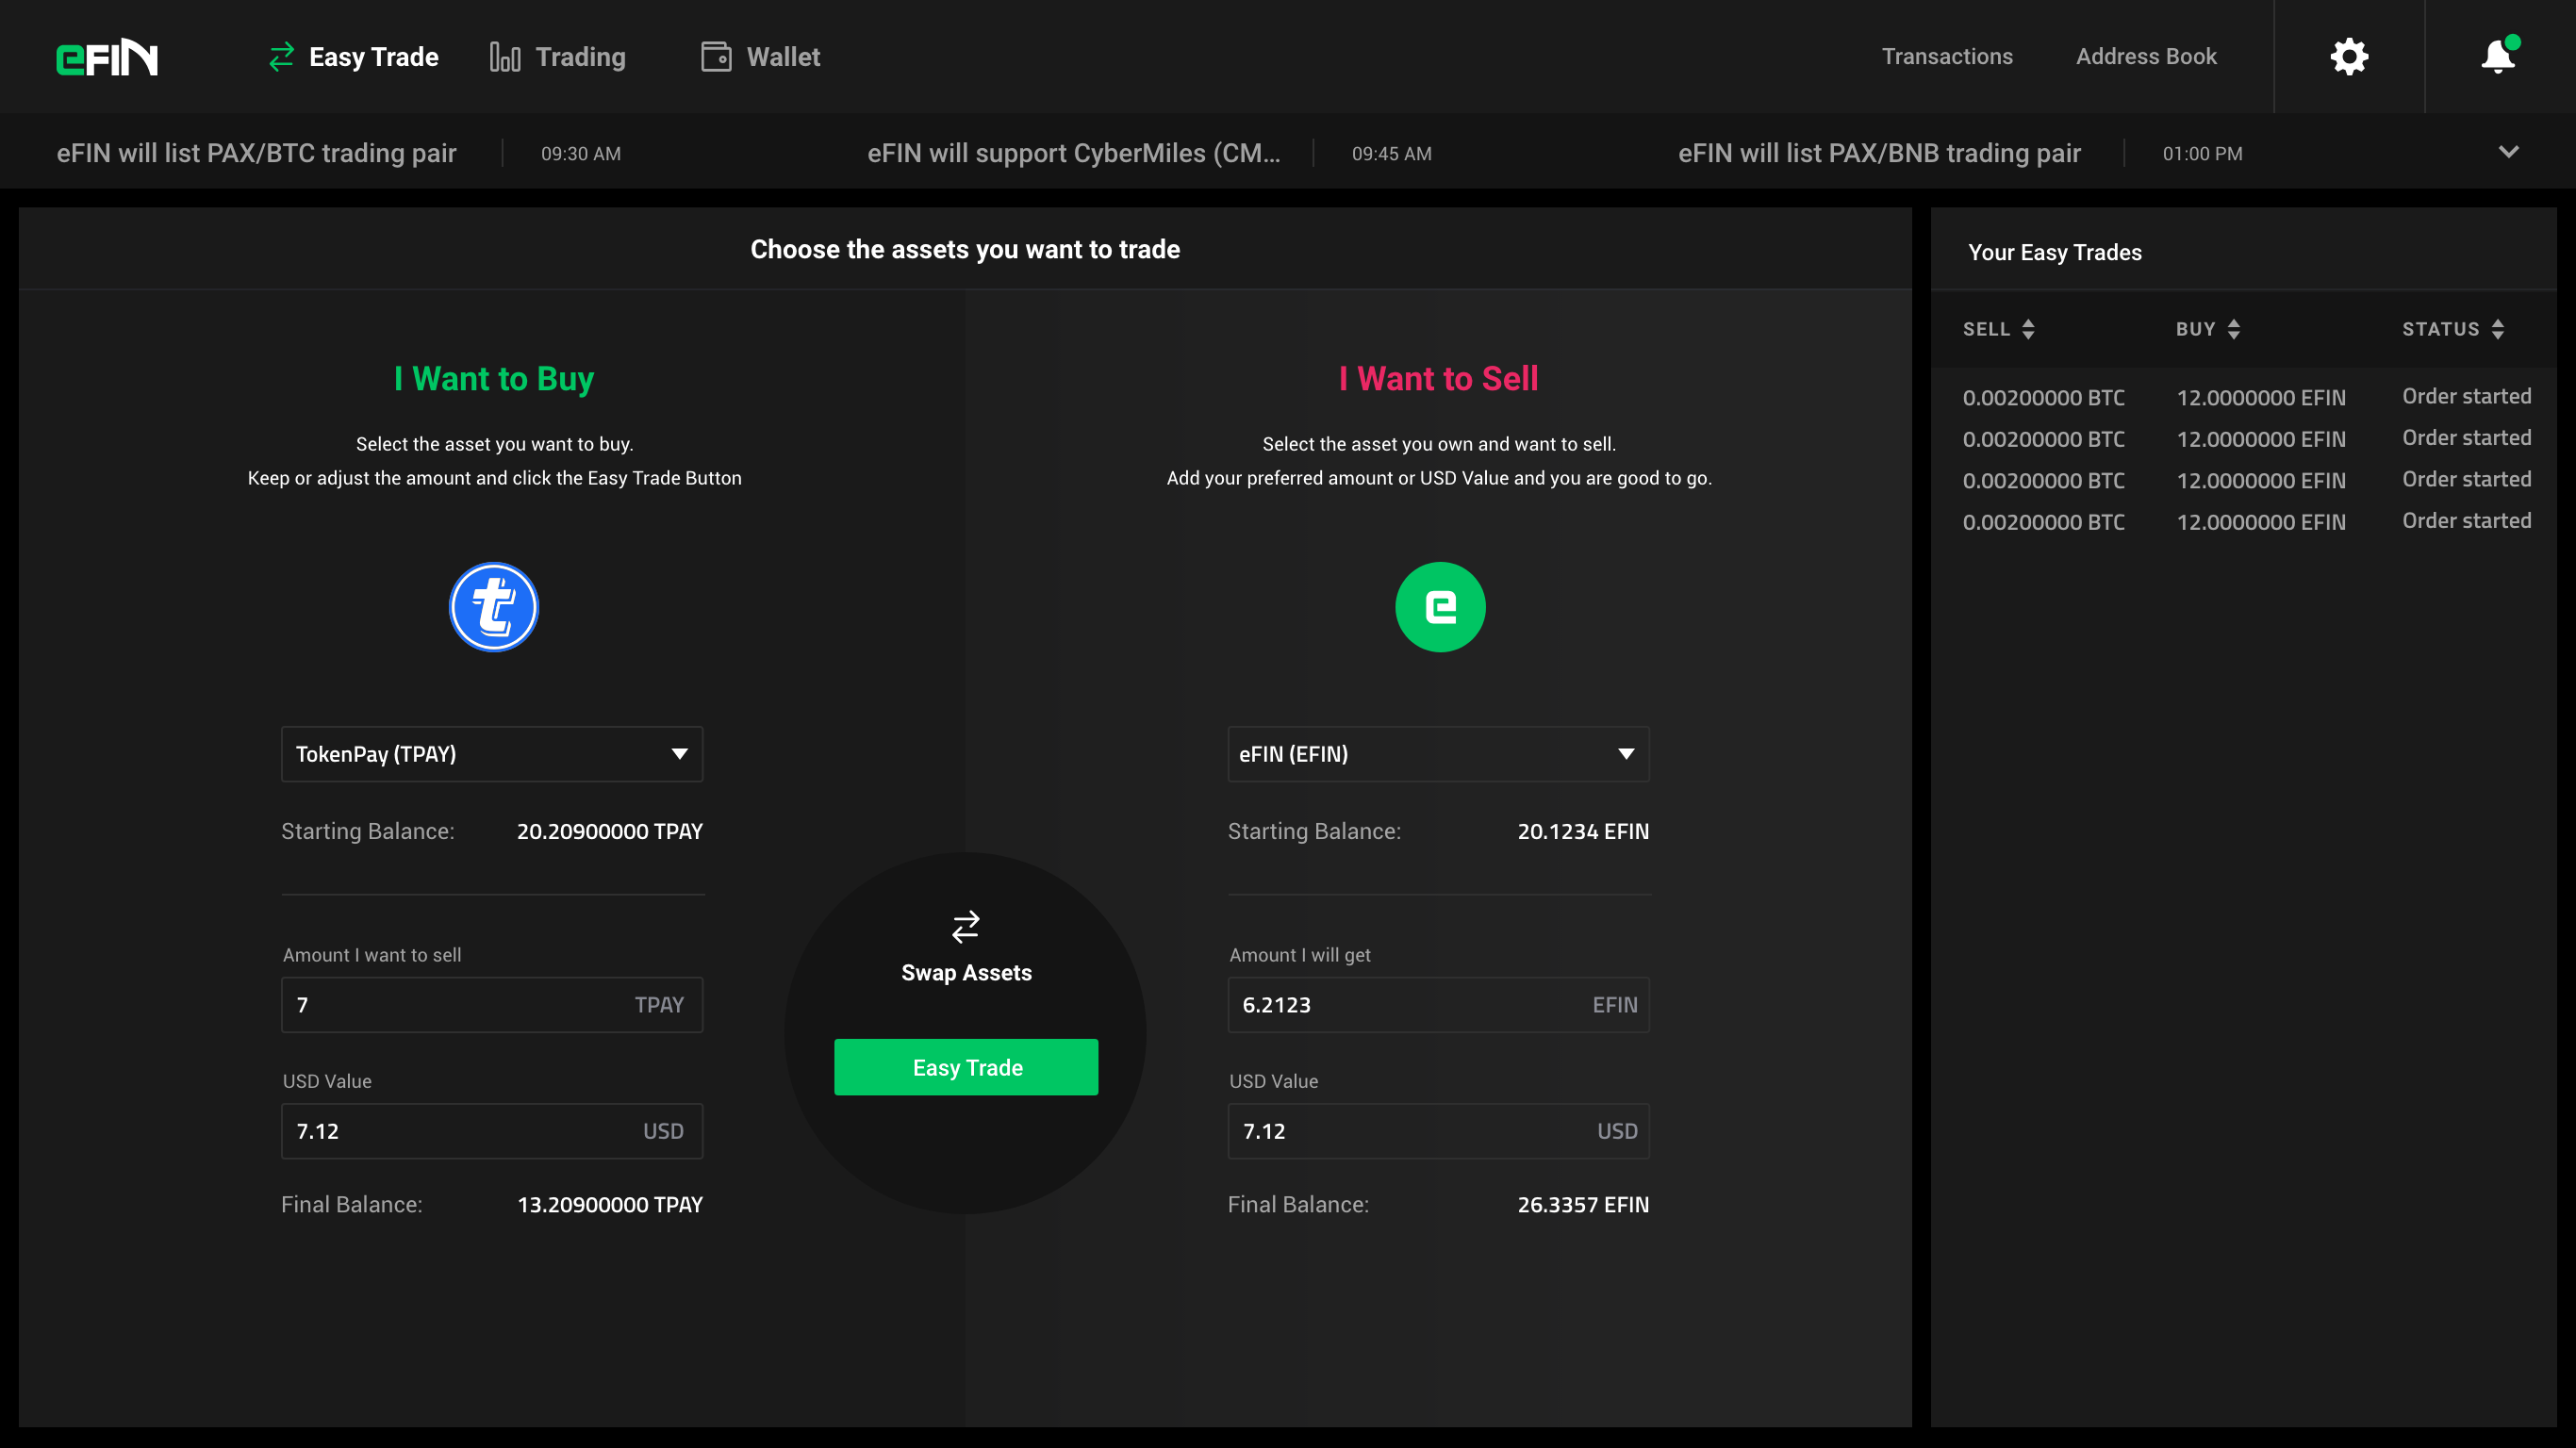 eFIN
Easy Trade
Trading
Wallet
Transactions
Address Book
eFIN will list PAX/BTC trading pair
09:30 AM
eFIN will support CyberMiles (CM...
09:45 AM
eFIN will list PAX/BNB trading pair
01:00 PM
Choose the assets you want to trade
I Want to Buy
Select the asset you want to buy.
Keep or adjust the amount and click the Easy Trade Button
t
TokenPay (TPAY)
Starting Balance: 20.20900000 TPAY
Amount I want to sell
7 TPAY
USD Value
7.12 USD
Final Balance: 13.20900000 TPAY
Swap Assets
Easy Trade
I Want to Sell
Select the asset you own and want to sell.
Add your preferred amount or USD Value and you are good to go.
e
eFIN (EFIN)
Starting Balance: 20.1234 EFIN
Amount I will get
6.2123 EFIN
USD Value
7.12 USD
Final Balance: 26.3357 EFIN
Your Easy Trades
SELL BUY STATUS
0.00200000 BTC 12.0000000 EFIN Order started
0.00200000 BTC 12.0000000 EFIN Order started
0.00200000 BTC 12.0000000 EFIN Order started
0.00200000 BTC 12.0000000 EFIN Order started